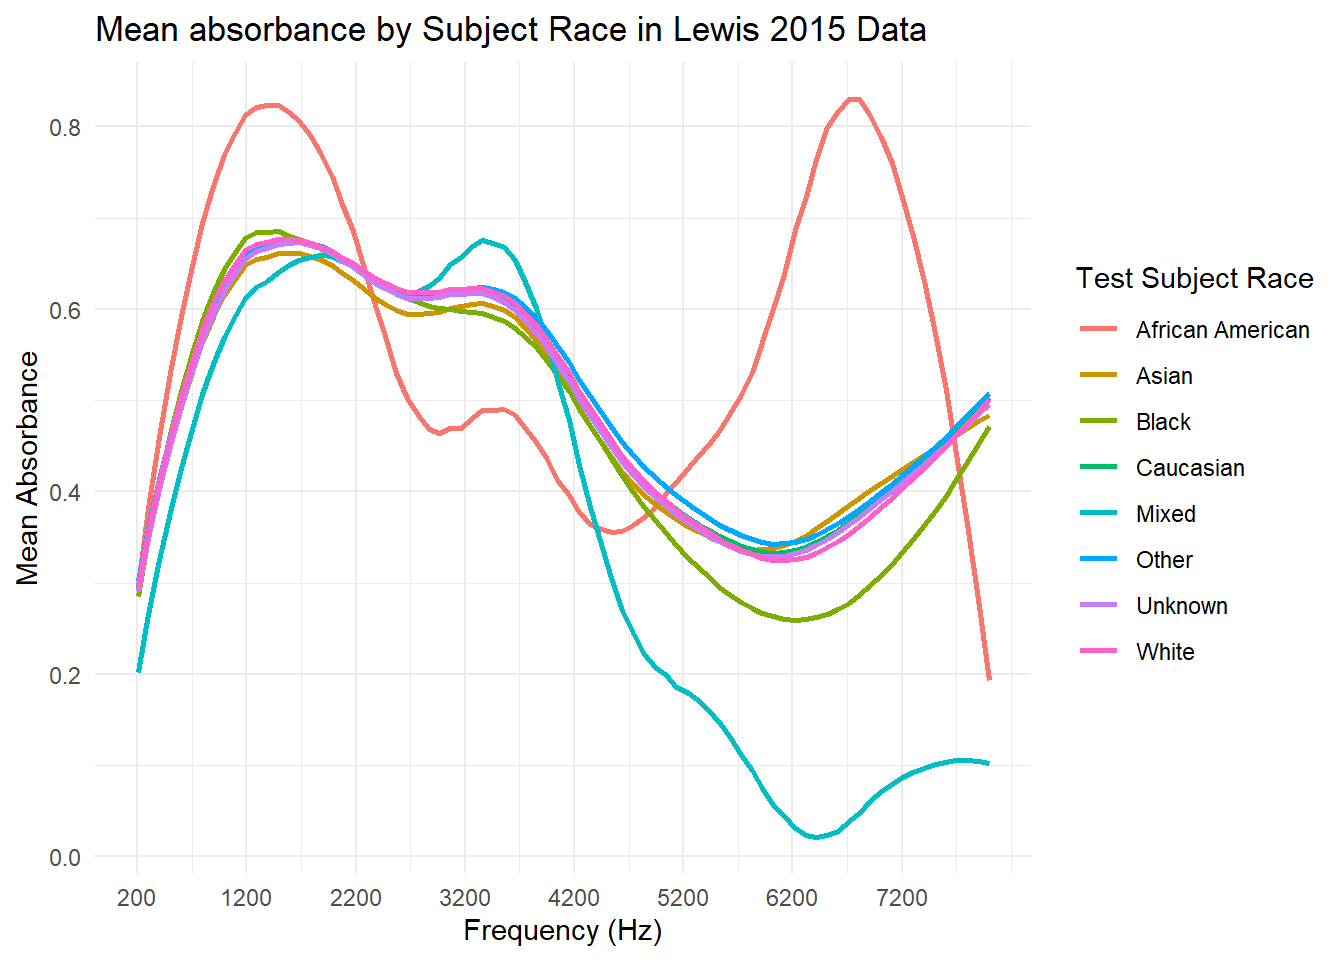 Mean absorbance by Subject Race in Lewis 2015 Data
Mean Absorbance
0.8
0.6
0.4
0.2
0.0
200 1200 2200 3200 4200 5200 6200 7200
Frequency (Hz)
Test Subject Race
African American
Asian
Black
Caucasian
Mixed
Other
Unknown
White